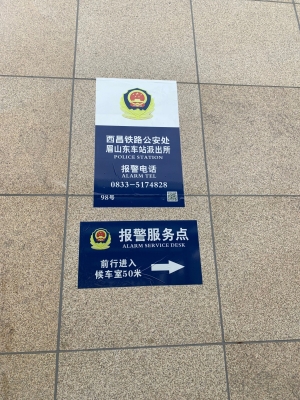 西昌铁路公安处
眉山东车站派出所
POLICE STATION
报警电话
ALARM TEL
0833-5174828
98号
报警服务点
ALARM SERVICE DESK
前行进入
候车室50米